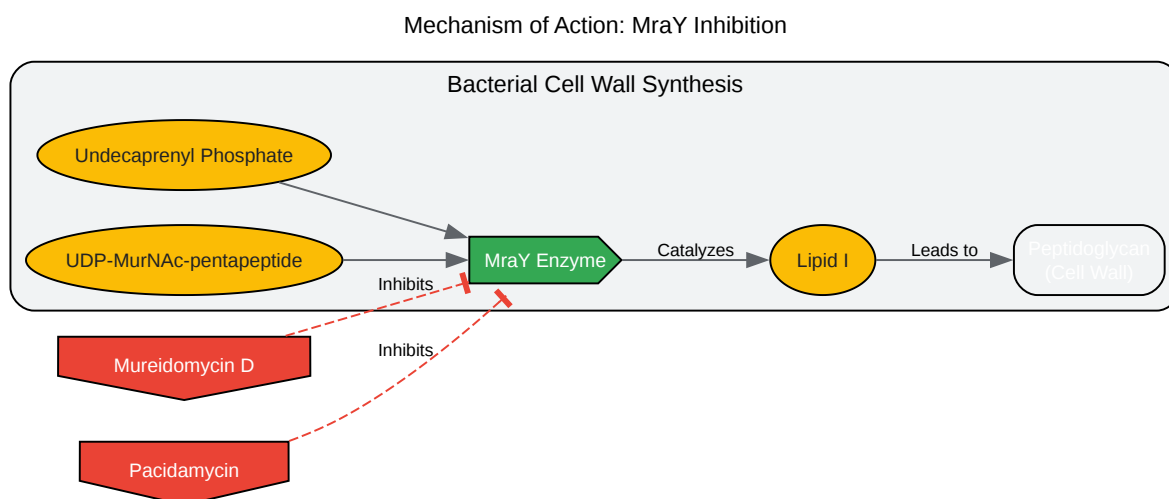 Mechanism of Action: MraY Inhibition
Bacterial Cell Wall Synthesis
Undecaprenyl Phosphate
UDP-MurNAc-pentapeptide
MraY Enzyme
Catalyzes
Lipid I
Leads to
Peptidoglycan
(Cell Wall)
Inhibits
Mureidomycin D
Inhibits
Pacidamycin